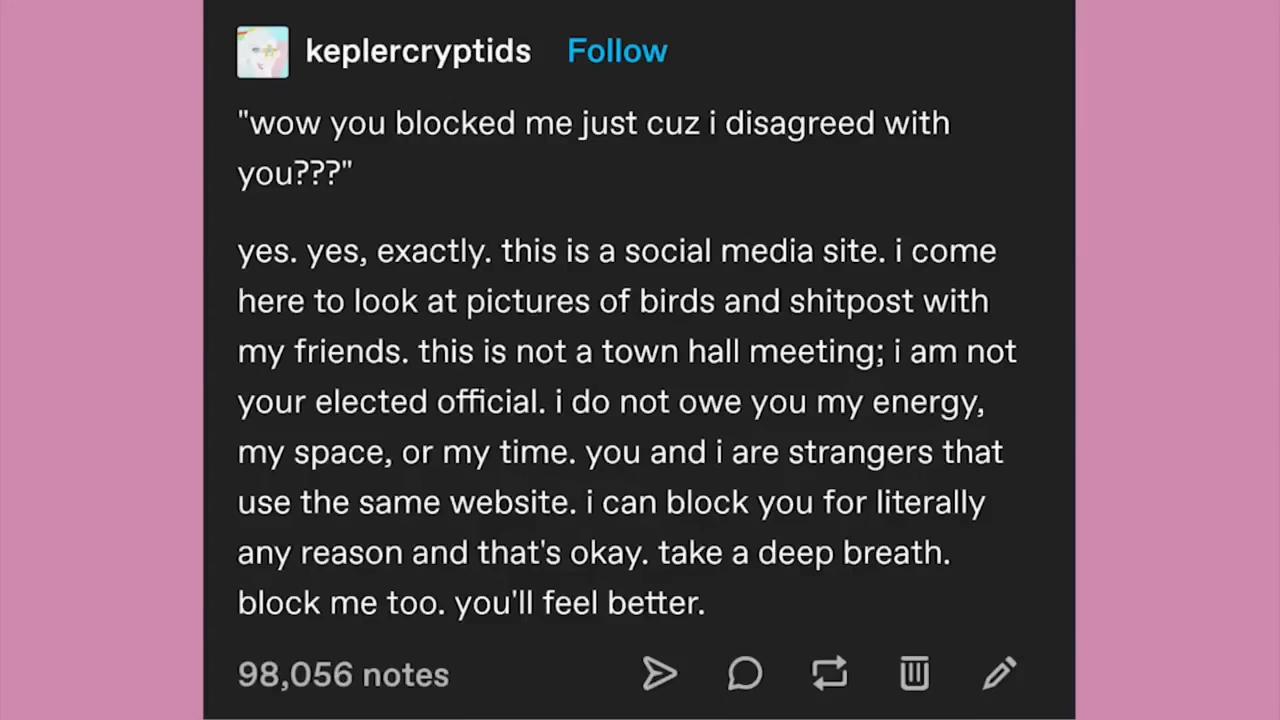 keplercryptids Follow
"wow you blocked me just cuz i disagreed with
you???"
yes. yes, exactly. this is a social media site. i come
here to look at pictures of birds and shitpost with
my friends. this is not a town hall meeting; i am not
your elected official. i do not owe you my energy,
my space, or my time. you and i are strangers that
use the same website. i can block you for literally
any reason and that's okay. take a deep breath.
block me too. you'll feel better.
98,056 notes